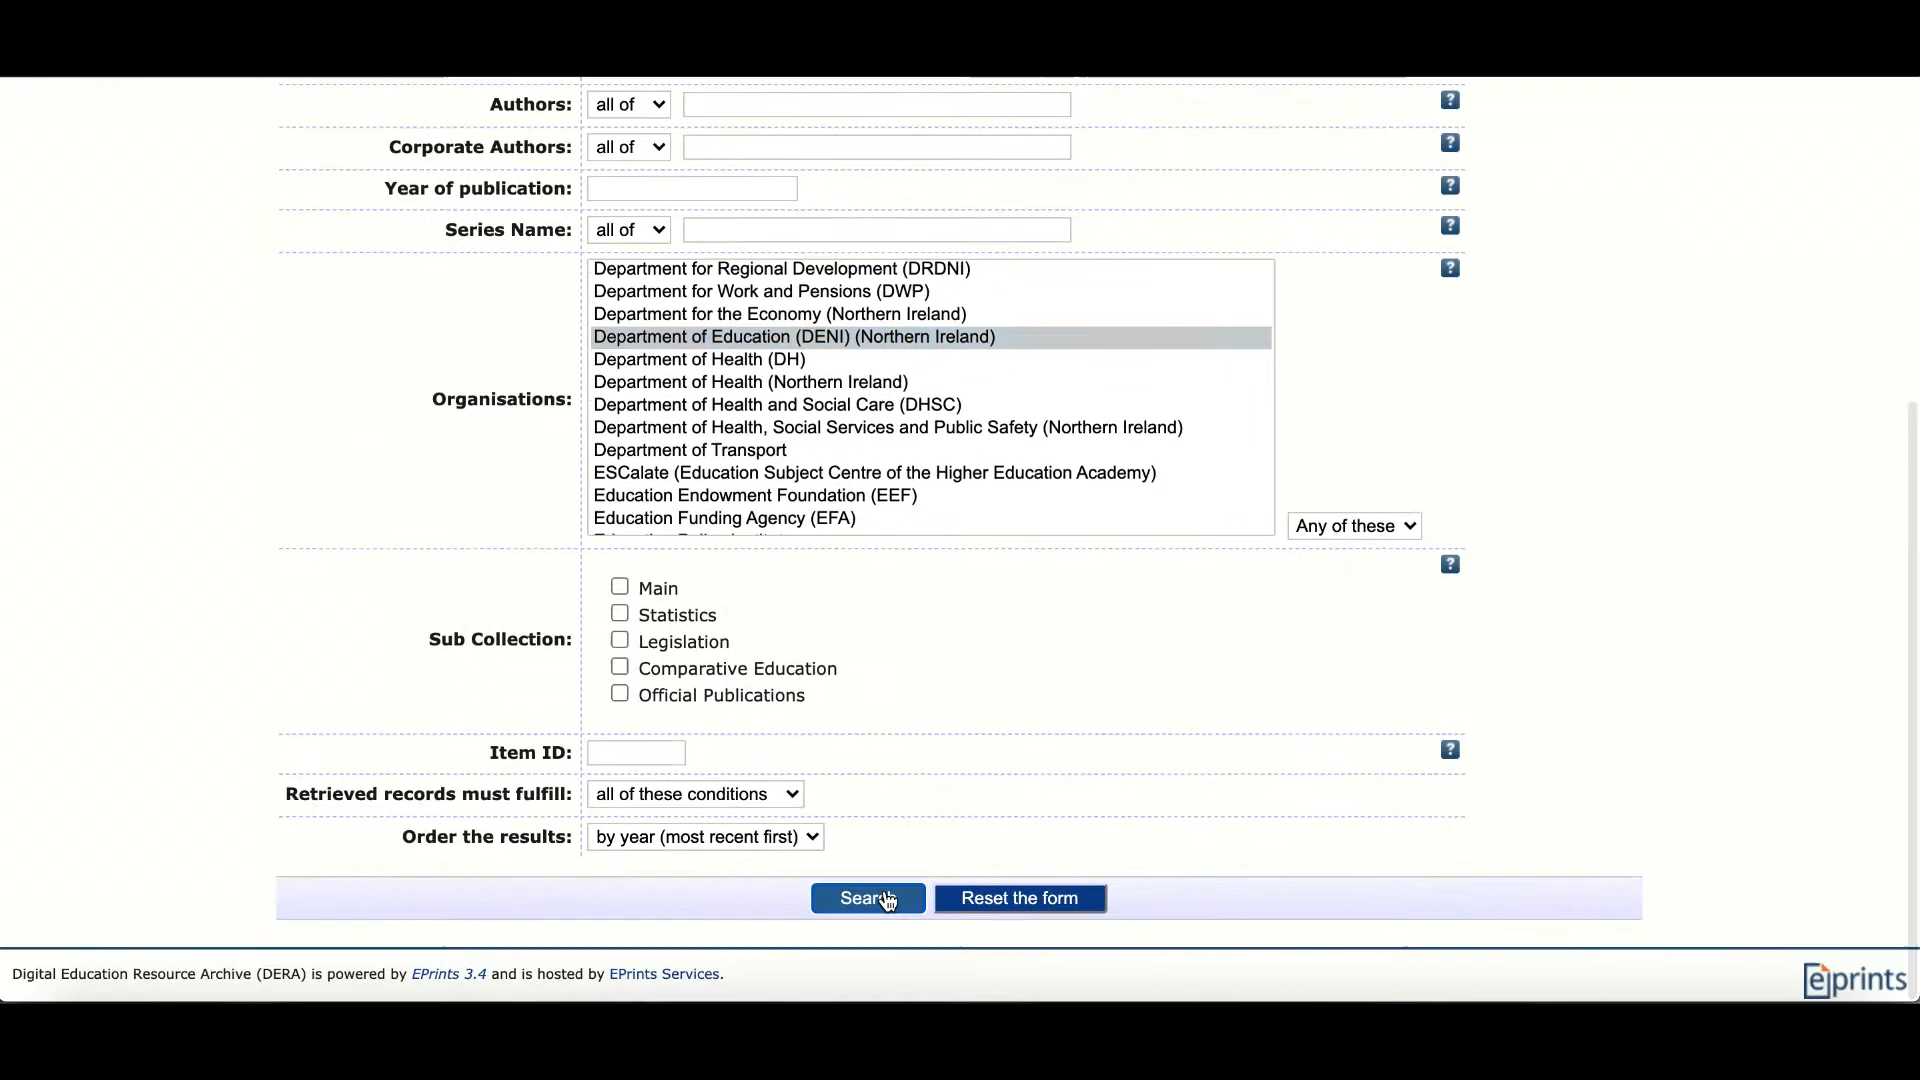 Authors: all of
Corporate Authors: all of
Year of publication:
Series Name: all of
Organisations:
Department for Regional Development (DRDNI)
Department for Work and Pensions (DWP)
Department for the Economy (Northern Ireland)
Department of Education (DENI) (Northern Ireland)
Department of Health (DH)
Department of Health (Northern Ireland)
Department of Health and Social Care (DHSC)
Department of Health, Social Services and Public Safety (Northern Ireland)
Department of Transport
ESCalate (Education Subject Centre of the Higher Education Academy)
Education Endowment Foundation (EEF)
Education Funding Agency (EFA)
Any of these
Sub Collection:
Main
Statistics
Legislation
Comparative Education
Official Publications
Item ID:
Retrieved records must fulfill: all of these conditions
Order the results: by year (most recent first)
Search Reset the form
Digital Education Resource Archive (DERA) is powered by EPrints 3.4 and is hosted by EPrints Services.
eprints